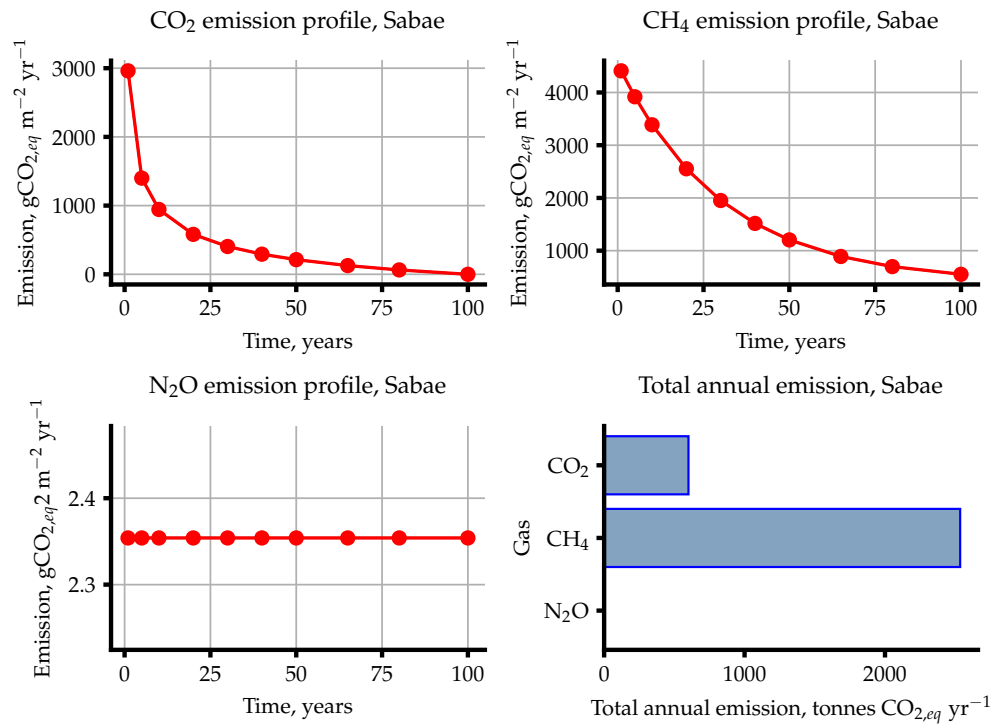 CO₂ emission profile, Sabae
Emission, gCO₂,eq m⁻² yr⁻¹
3000
2000
1000
0
0 25 50 75 100
Time, years
CH₄ emission profile, Sabae
Emission, gCO₂,eq m⁻² yr⁻¹
4000
3000
2000
1000
0 25 50 75 100
Time, years
N₂O emission profile, Sabae
Emission, gCO₂,eq2 m⁻² yr⁻¹
2.4
2.3
0 25 50 75 100
Time, years
Total annual emission, Sabae
Gas
CO₂
CH₄
N₂O
0 1000 2000
Total annual emission, tonnes CO₂,eq yr⁻¹